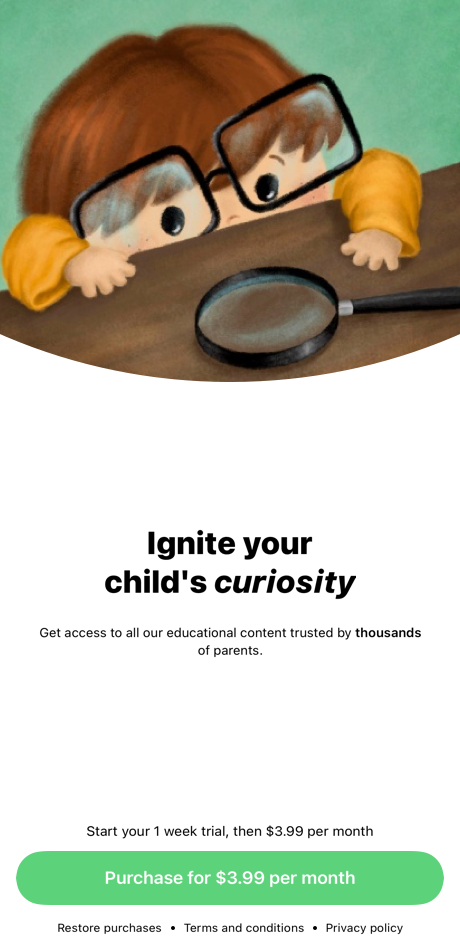 Ignite your
child's curiosity
Get access to all our educational content trusted by thousands
of parents.
Start your 1 week trial, then $3.99 per month
Purchase for $3.99 per month
Restore purchases • Terms and conditions • Privacy policy